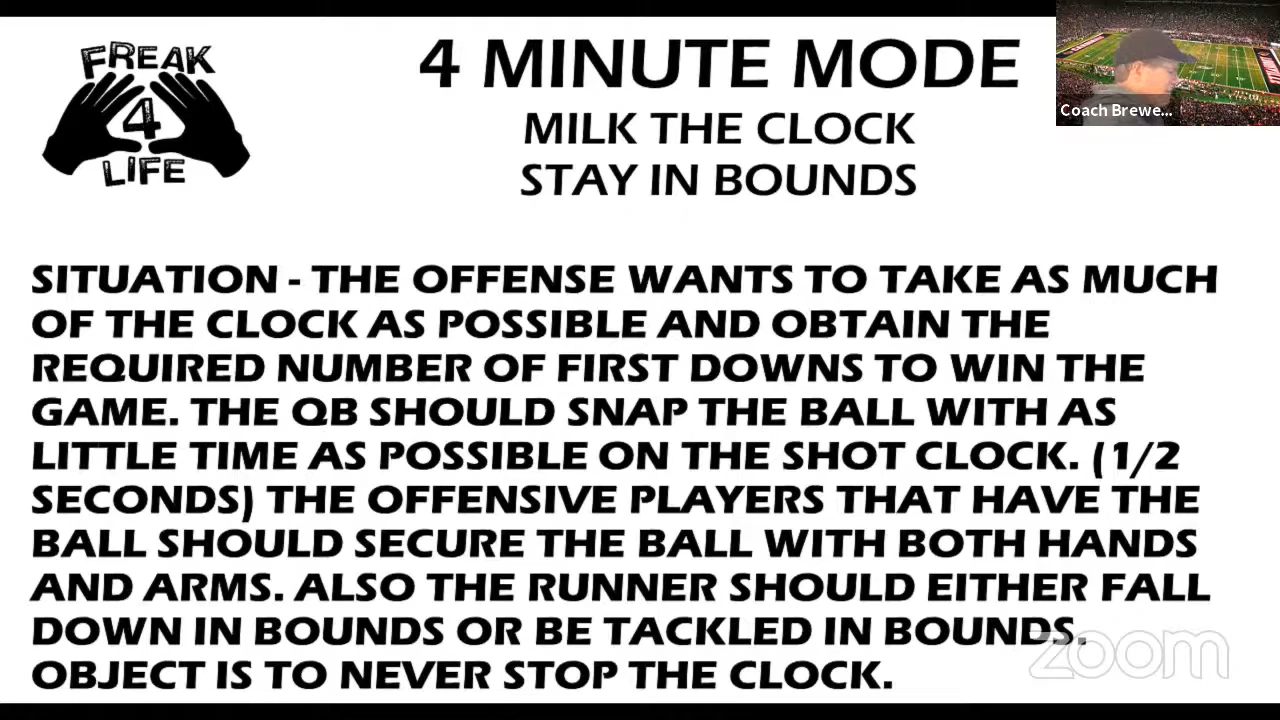 FREAK
4
LIFE
4 MINUTE MODE
MILK THE CLOCK
STAY IN BOUNDS
Coach Brewe...
SITUATION - THE OFFENSE WANTS TO TAKE AS MUCH
OF THE CLOCK AS POSSIBLE AND OBTAIN THE
REQUIRED NUMBER OF FIRST DOWNS TO WIN THE
GAME. THE QB SHOULD SNAP THE BALL WITH AS
LITTLE TIME AS POSSIBLE ON THE SHOT CLOCK. (1/2
SECONDS) THE OFFENSIVE PLAYERS THAT HAVE THE
BALL SHOULD SECURE THE BALL WITH BOTH HANDS
AND ARMS. ALSO THE RUNNER SHOULD EITHER FALL
DOWN IN BOUNDS OR BE TACKLED IN BOUNDS.
OBJECT IS TO NEVER STOP THE CLOCK.
zoom